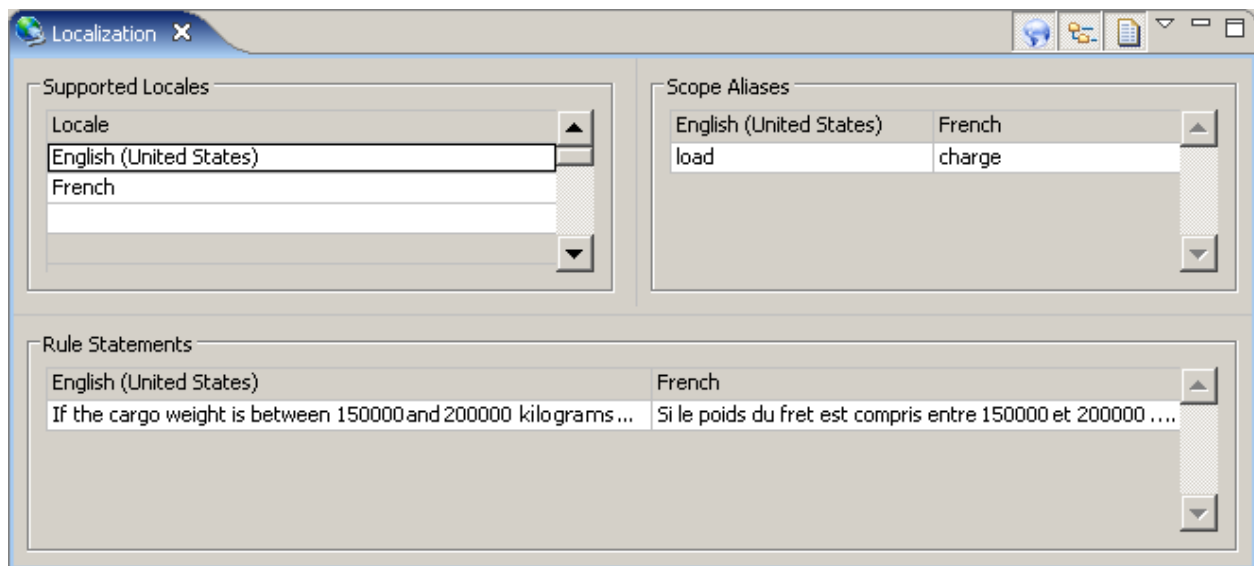 Localization
Supported Locales
Locale
English (United States)
French
Scope Aliases
English (United States) French
load charge
Rule Statements
English (United States) French
If the cargo weight is between 150000 and 200000 kilograms ... Si le poids du fret est compris entre 150000 et 200000 ....